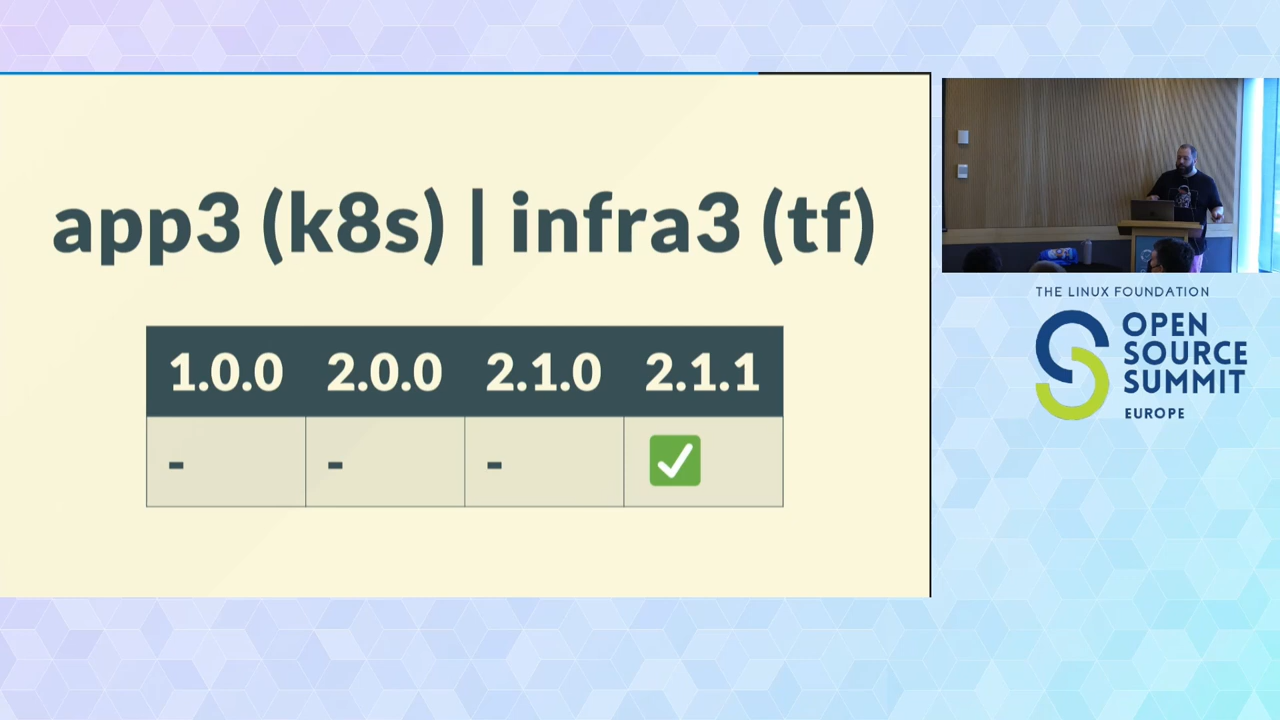 app3 (k8s) | infra3 (tf)
1.0.0 2.0.0 2.1.0 2.1.1
- - - ✅
THE LINUX FOUNDATION
OPEN
SOURCE
SUMMIT
EUROPE